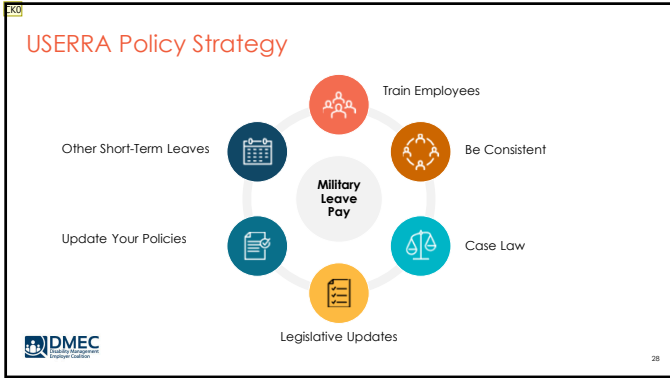 CK0
USERRA Policy Strategy
Train Employees
Other Short-Term Leaves
Be Consistent
Military
Leave
Pay
Update Your Policies
Case Law
Legislative Updates
DMEC
Disability Management
Employer Coalition
28